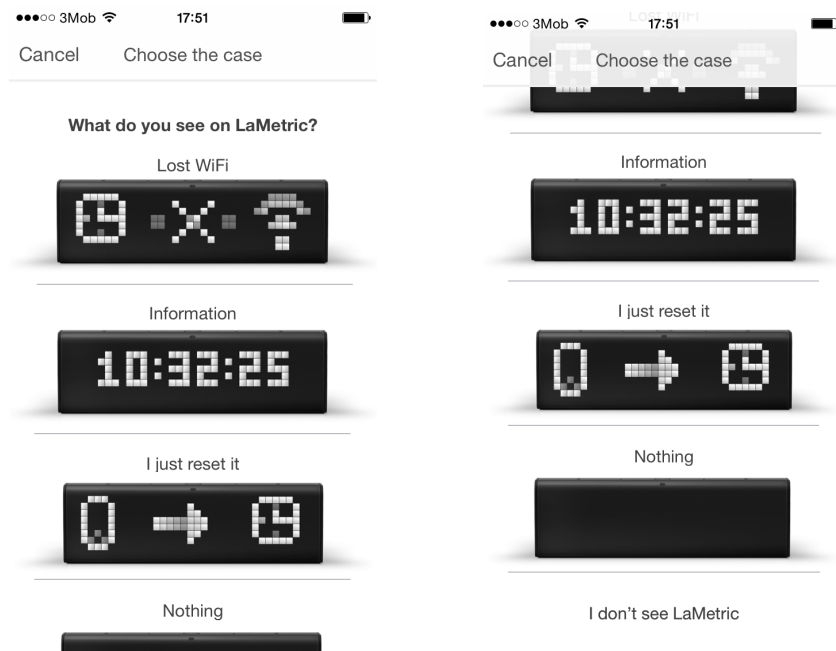 3Mob 17:51
Cancel Choose the case
What do you see on LaMetric?
Lost WiFi
Information
10:32:25
I just reset it
Nothing
3Mob 17:51
LOST WIFI
Cancel Choose the case
Information
10:32:25
I just reset it
Nothing
I don't see LaMetric